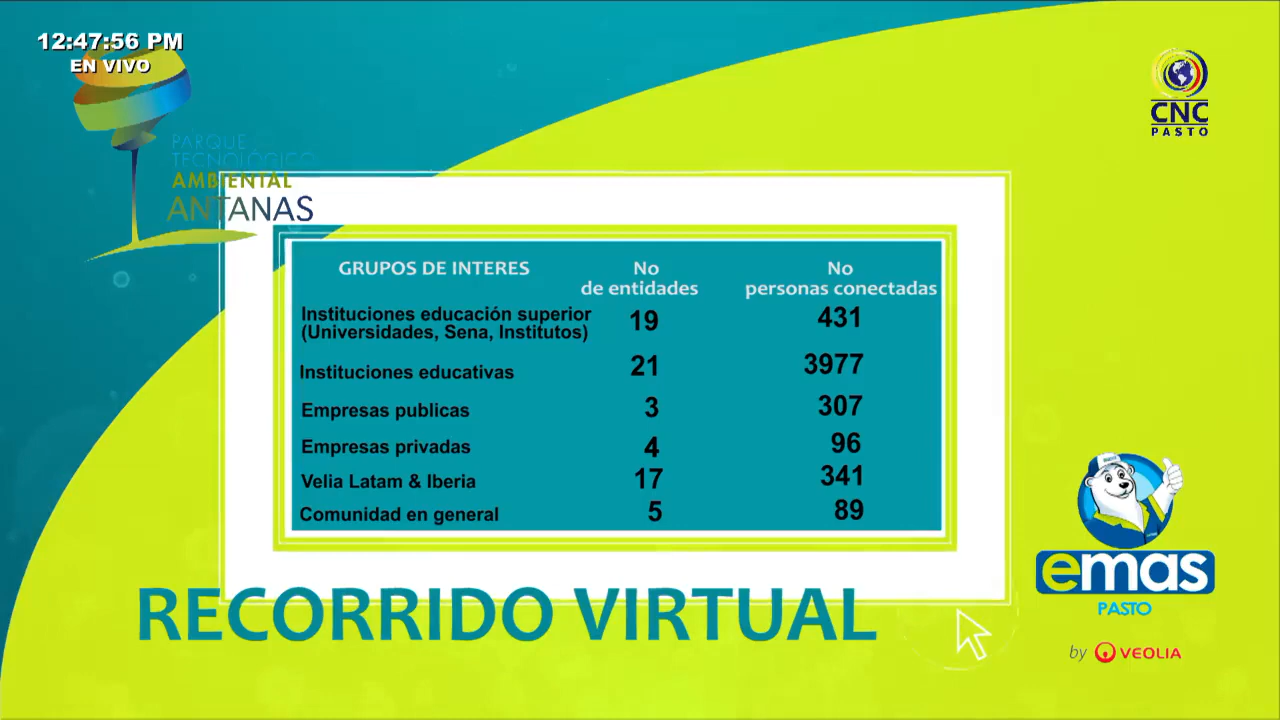 12:47:56 PM
EN VIVO
CNC
PASTO
PARQUE
TECNOLÓGICO
AMBIENTAL
ANTANAS
GRUPOS DE INTERES No No
de entidades personas conectadas
Instituciones educación superior 19 431
(Universidades, Sena, Institutos)
Instituciones educativas 21 3977
Empresas publicas 3 307
Empresas privadas 4 96
Velia Latam & Iberia 17 341
Comunidad en general 5 89
RECORRIDO VIRTUAL
emas
PASTO
by VEOLIA